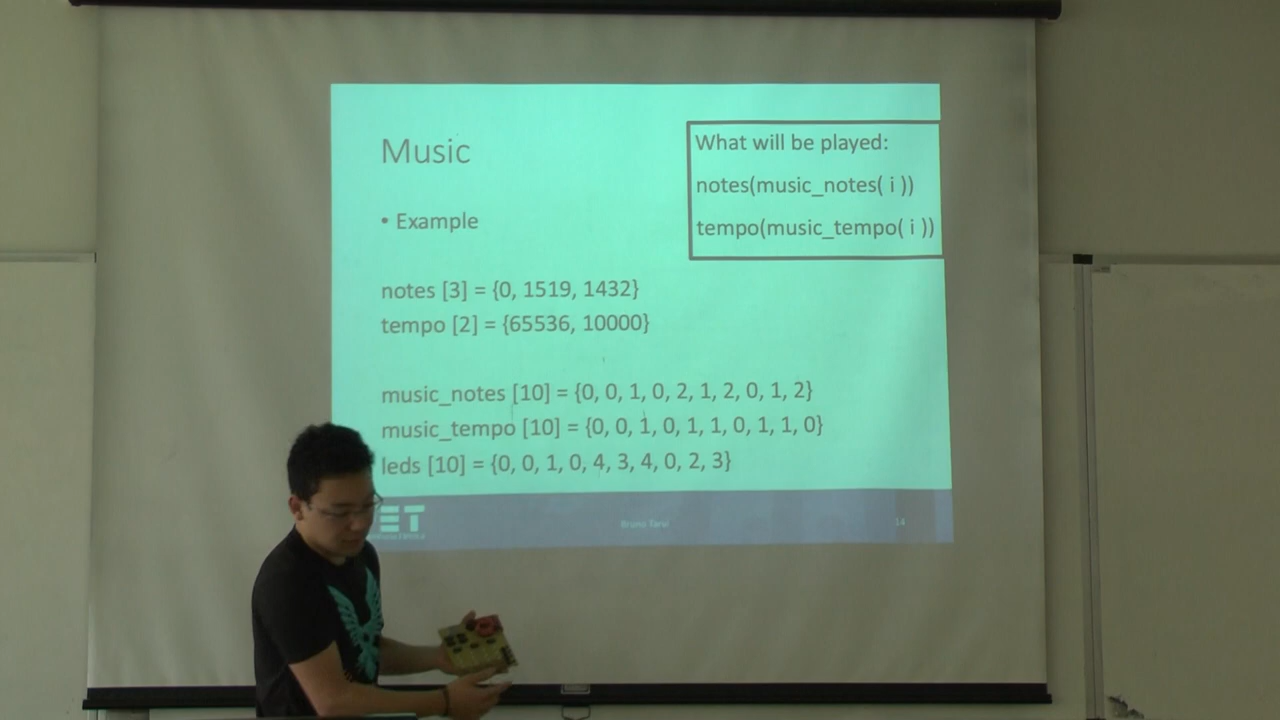 Music
What will be played:
notes(music_notes( i ))
tempo(music_tempo( i ))
• Example
notes [3] = {0, 1519, 1432}
tempo [2] = {65536, 10000}
music_notes [10] = {0, 0, 1, 0, 2, 1, 2, 0, 1, 2}
music_tempo [10] = {0, 0, 1, 0, 1, 1, 0, 1, 1, 0}
leds [10] = {0, 0, 1, 0, 4, 3, 4, 0, 2, 3}
ET
14